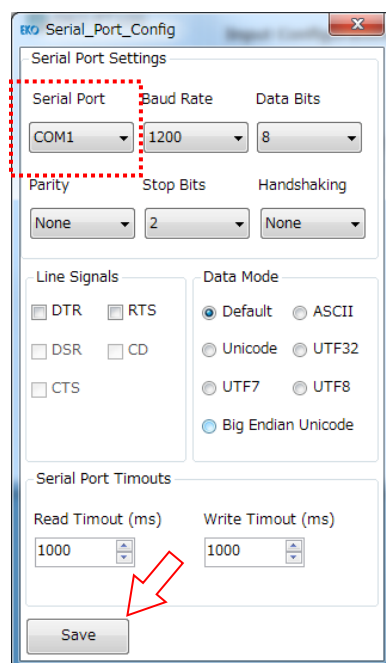 EKO Serial_Port_Config
Serial Port Settings
Serial Port Baud Rate Data Bits
COM1 1200 8
Parity Stop Bits Handshaking
None 2 None
Line Signals
DTR RTS
DSR CD
CTS
Data Mode
Default ASCII
Unicode UTF32
UTF7 UTF8
Big Endian Unicode
Serial Port Timouts
Read Timout (ms) Write Timout (ms)
1000 1000
Save